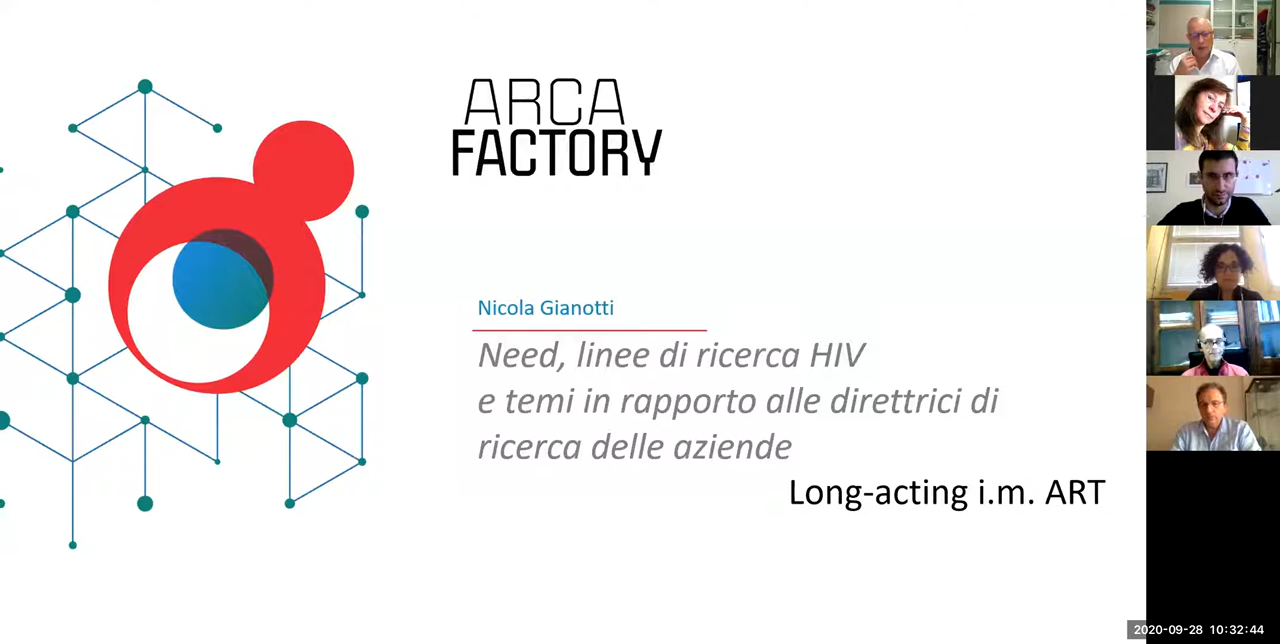 ARCA
FACTORY
Nicola Gianotti
Need, linee di ricerca HIV
e temi in rapporto alle direttrici di
ricerca delle aziende
Long-acting i.m. ART
2020-09-28 10:32:44